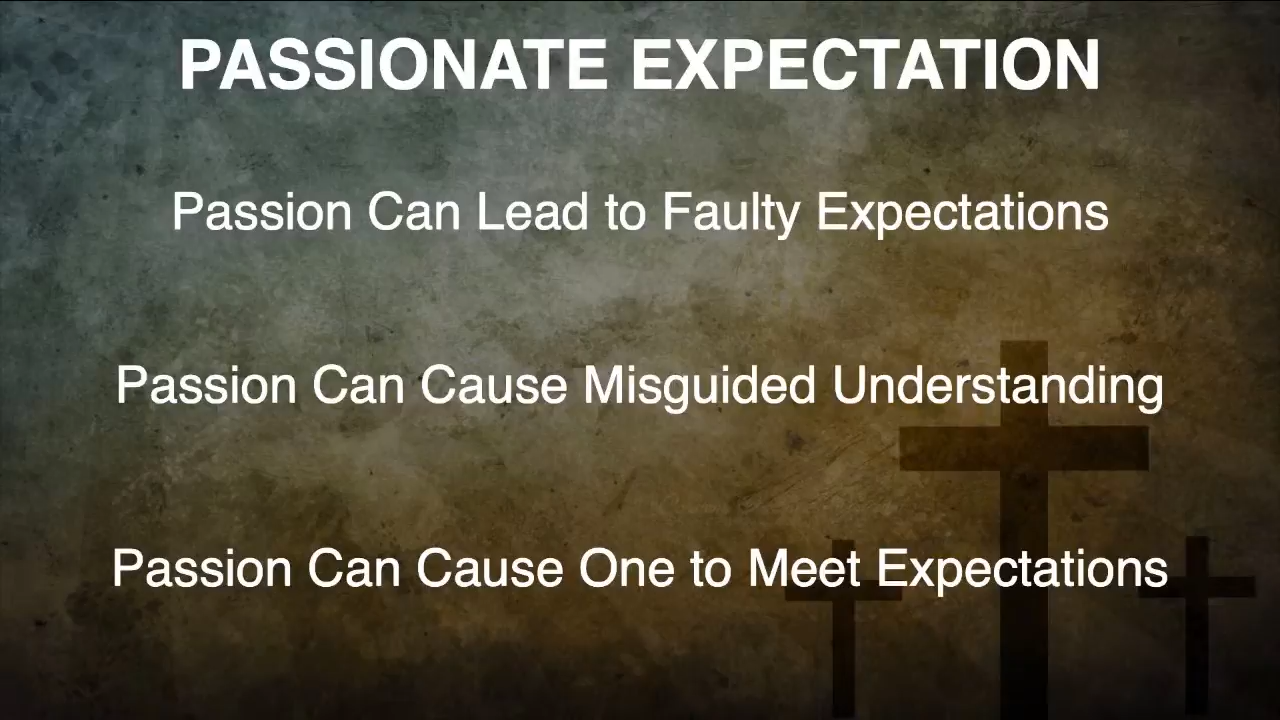 PASSIONATE EXPECTATION
Passion Can Lead to Faulty Expectations
Passion Can Cause Misguided Understanding
Passion Can Cause One to Meet Expectations